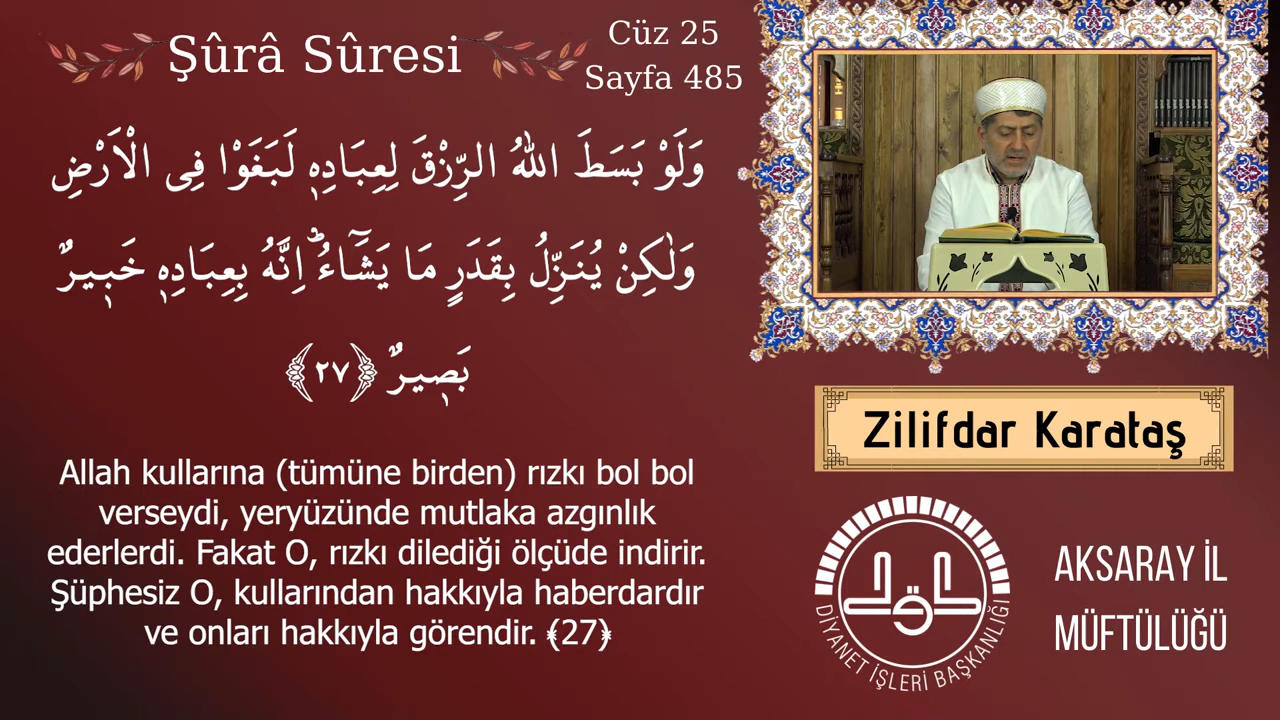 Şûrâ Sûresi
Cüz 25
Sayfa 485
وَلَوْ بَسَطَ اللّٰهُ الرِّزْقَ لِعِبَادِه۪ لَبَغَوْا فِى الْاَرْضِ
وَلٰكِنْ يُنَزِّلُ بِقَدَرٍ مَا يَشَٓاءُۜ اِنَّهُ بِعِبَادِه۪ خَب۪يرٌ
بَص۪يرٌ ﴿٢٧﴾
Allah kullarına (tümüne birden) rızkı bol bol
verseydi, yeryüzünde mutlaka azgınlık
ederlerdi. Fakat O, rızkı dilediği ölçüde indirir.
Şüphesiz O, kullarından hakkıyla haberdardır
ve onları hakkıyla görendir. ﴾27﴿
Zilifdar Karataş
DİYANET İŞLERİ BAŞKANLIĞI
AKSARAY İL
MÜFTÜLÜĞÜ